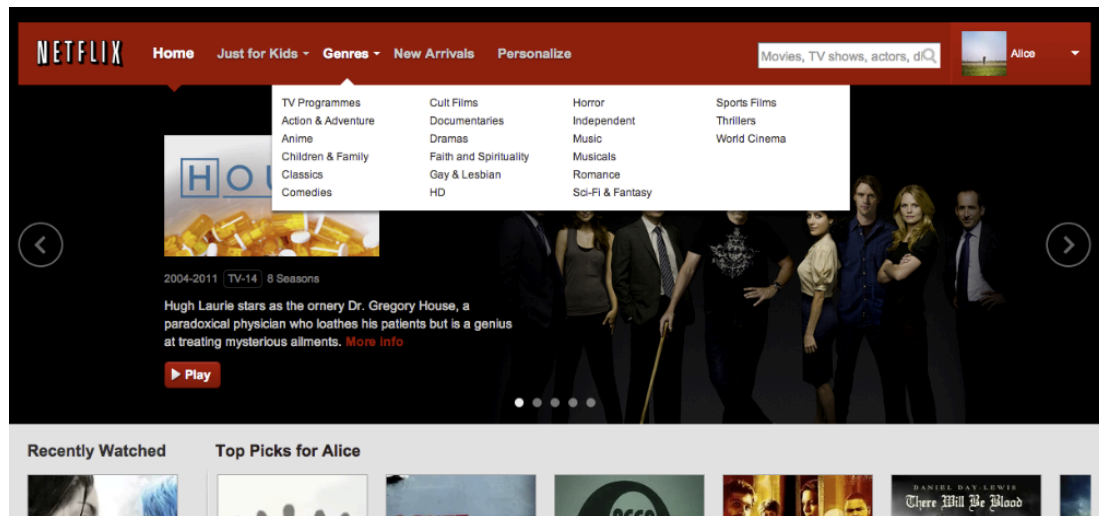 NETFLIX
Home Just for Kids Genres New Arrivals Personalize
Movies, TV shows, actors, di
Alice
TV Programmes
Action & Adventure
Anime
Children & Family
Classics
Comedies
Cult Films
Documentaries
Dramas
Faith and Spirituality
Gay & Lesbian
HD
Horror
Independent
Music
Musicals
Romance
Sci-Fi & Fantasy
Sports Films
Thrillers
World Cinema
HO
2004-2011 TV-14 8 Seasons
Hugh Laurie stars as the ornery Dr. Gregory House, a
paradoxical physician who loathes his patients but is a genius
at treating mysterious ailments. More info
Play
Recently Watched
Top Picks for Alice
DANIEL DAY-LEWIS
There Will Be Blood